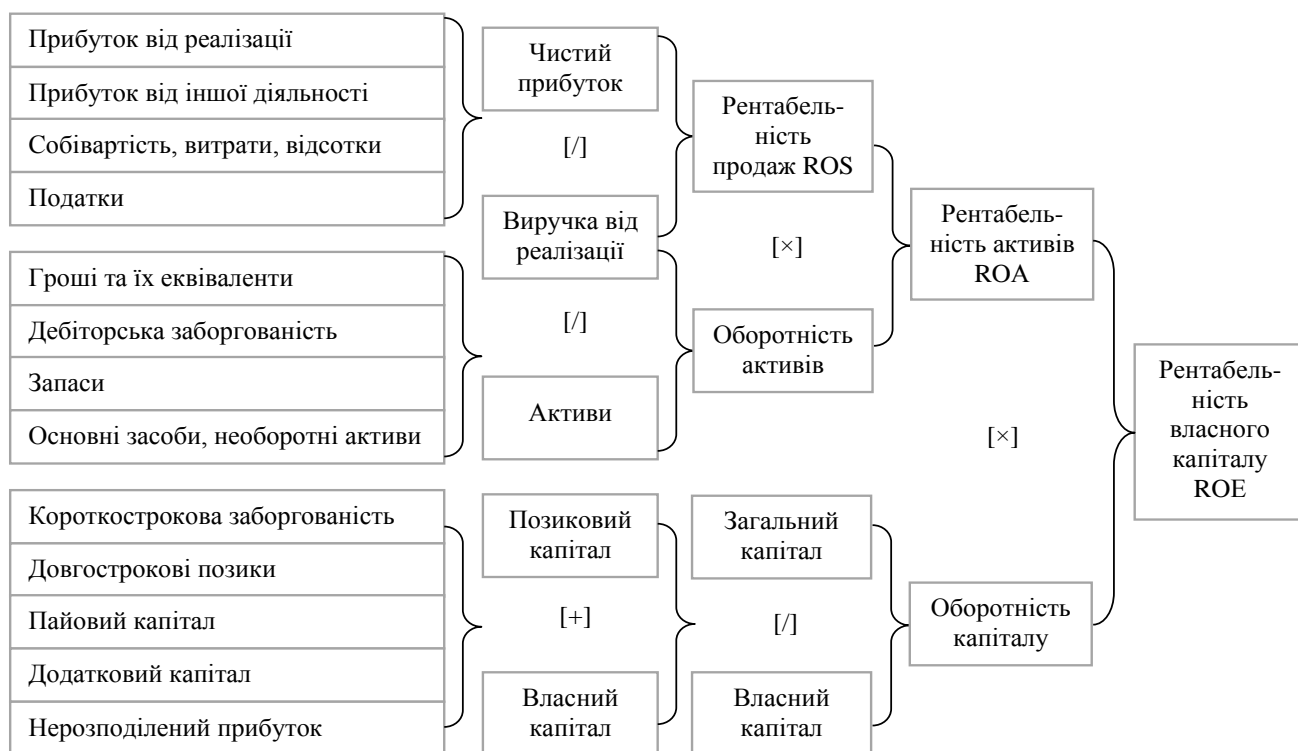 Прибуток від реалізації
Прибуток від іншої діяльності
Собівартість, витрати, відсотки
Податки
Гроші та їх еквіваленти
Дебіторська заборгованість
Запаси
Основні засоби, необоротні активи
Короткострокова заборгованість
Довгострокові позики
Пайовий капітал
Додатковий капітал
Нерозподілений прибуток
Чистий
прибуток
[/]
Виручка від
реалізації
[/]
Активи
Позиковий
капітал
[+]
Власний
капітал
Рентабель-
ність
продаж ROS
[×]
Оборотність
активів
Загальний
капітал
[/]
Власний
капітал
Рентабель-
ність активів
ROA
[×]
Оборотність
капіталу
Рентабель-
ність
власного
капіталу
ROE